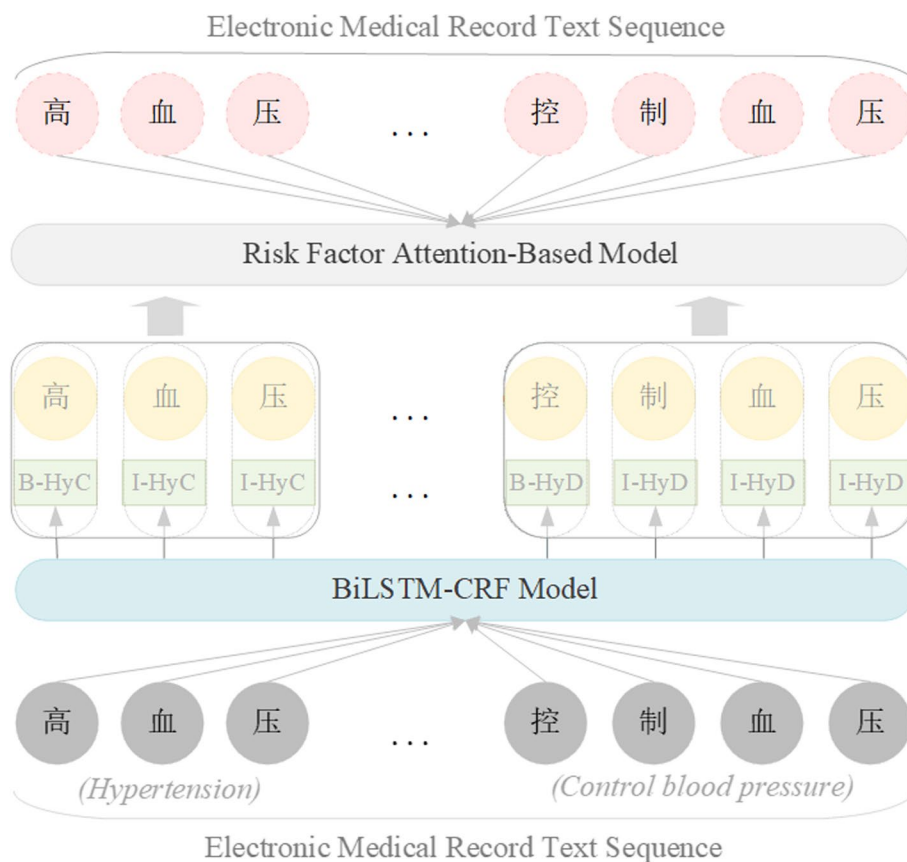 Electronic Medical Record Text Sequence
高 血 压 ... 控 制 血 压
Risk Factor Attention-Based Model
高 血 压 ... 控 制 血 压
B-HyC I-HyC I-HyC ... B-HyD I-HyD I-HyD I-HyD
BiLSTM-CRF Model
高 血 压 ... 控 制 血 压
(Hypertension) (Control blood pressure)
Electronic Medical Record Text Sequence